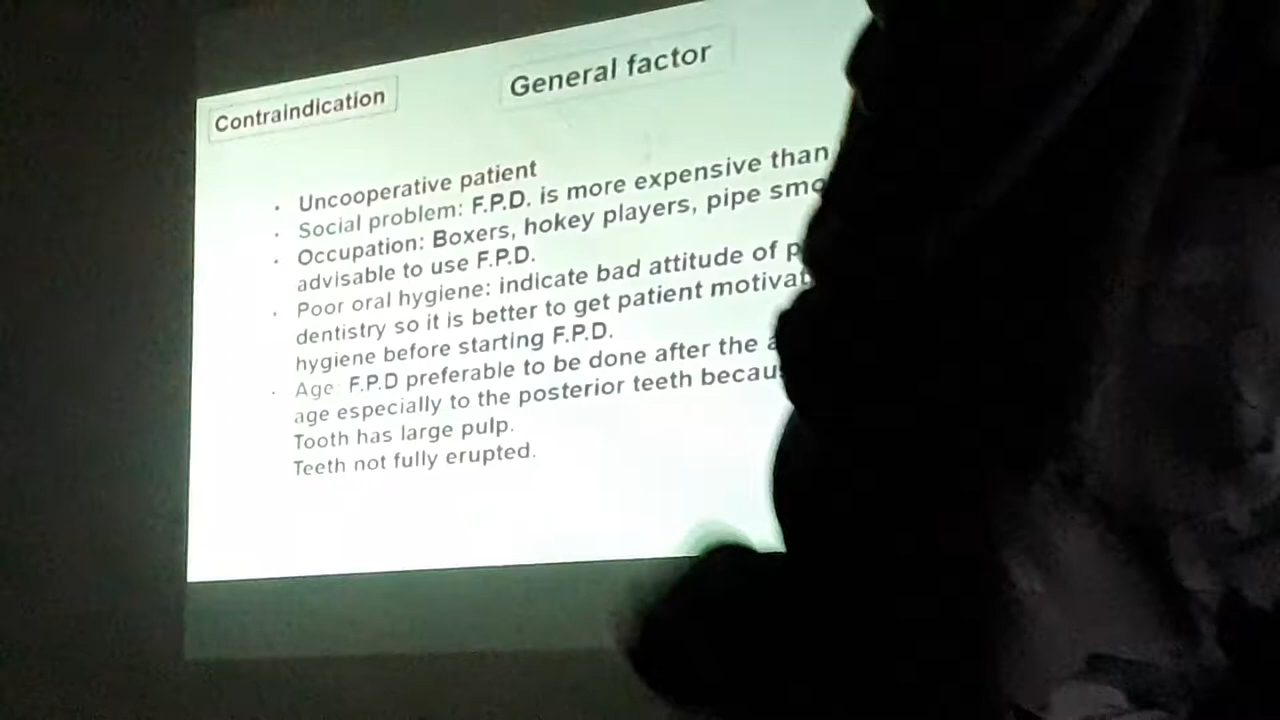 Contraindication
General factor
• Uncooperative patient
• Social problem: F.P.D. is more expensive than
• Occupation: Boxers, hokey players, pipe
advisable to use F.P.D.
• Poor oral hygiene: indicate bad attitude of
dentistry so it is better to get patient
hygiene before starting F.P.D.
• Age: F.P.D preferable to be done after the
age especially to the posterior teeth
Tooth has large pulp.
Teeth not fully erupted.